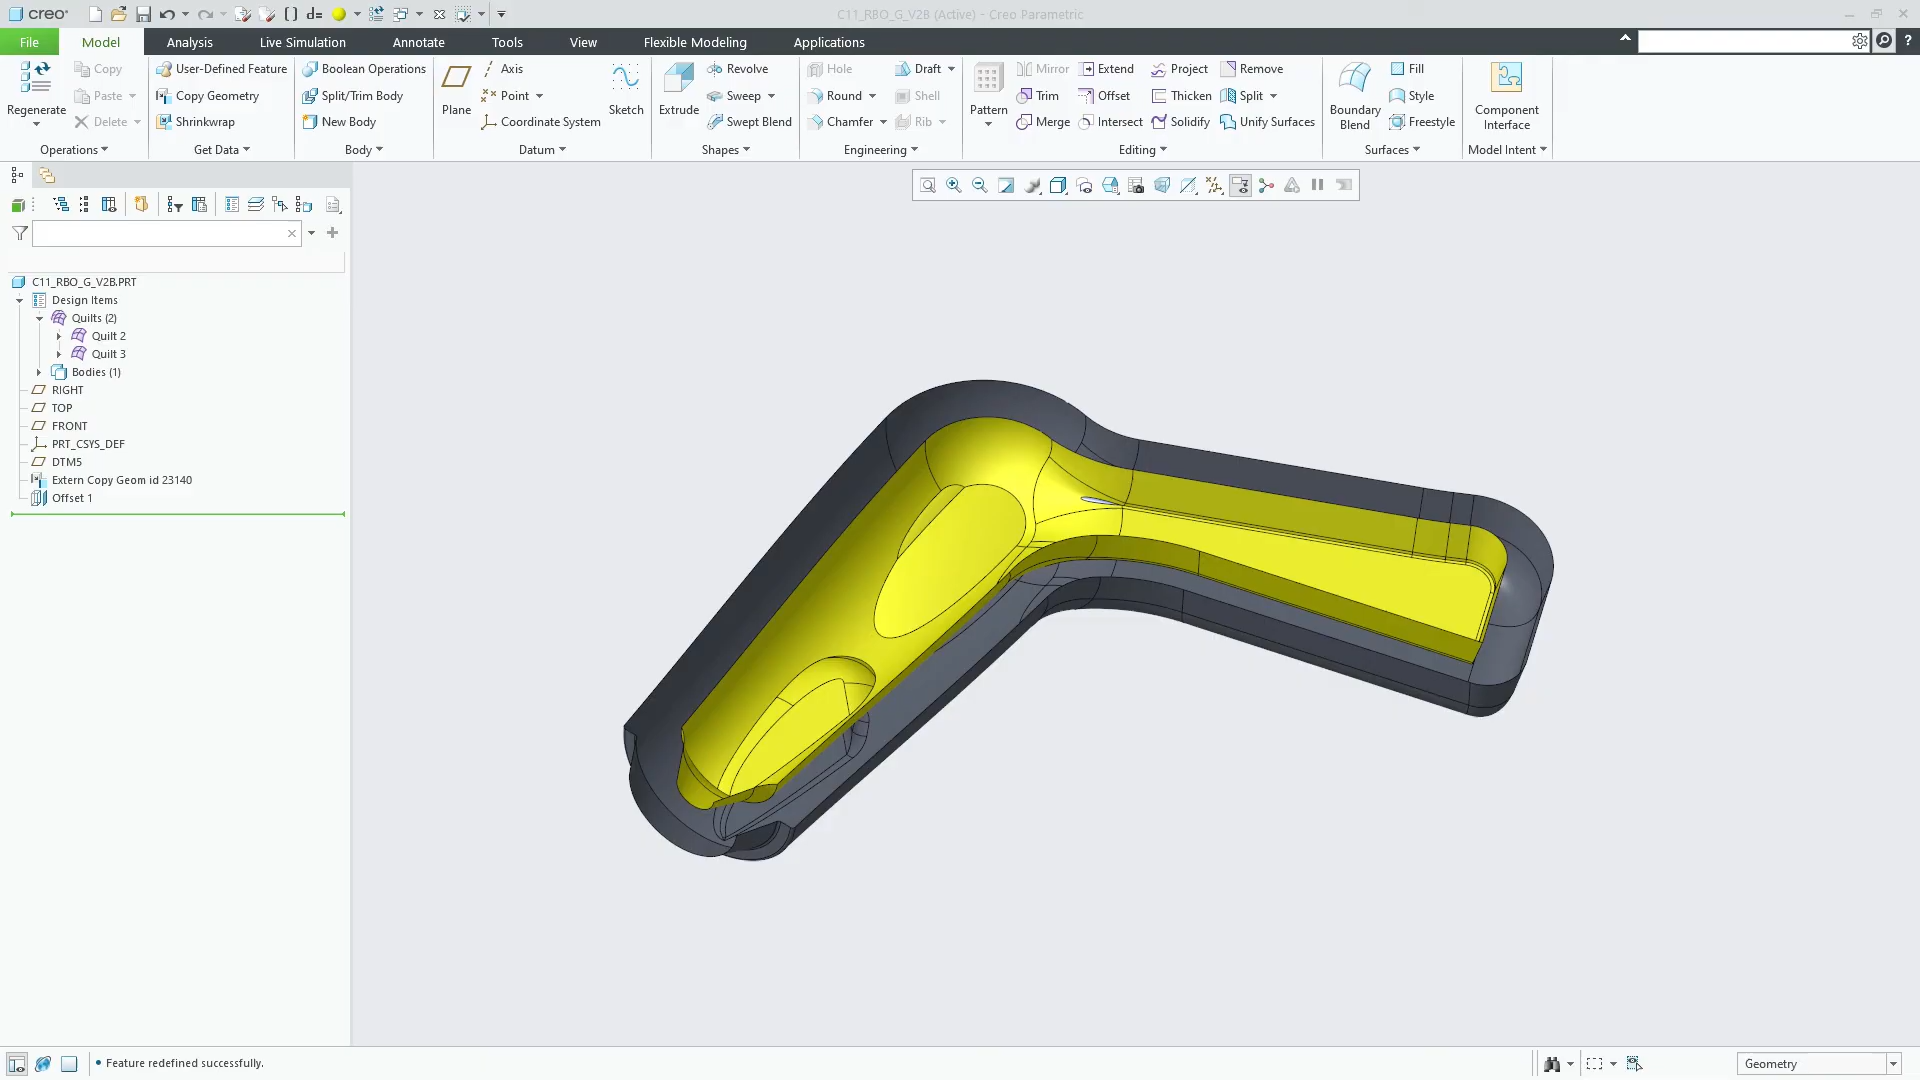 creo
d=
C11_RBO_G_V2B (Active) - Creo Parametric
File Model Analysis Live Simulation Annotate Tools View Flexible Modeling Applications
?
Regenerate
Copy
Paste
Delete
Operations
User-Defined Feature
Copy Geometry
Shrinkwrap
Get Data
Boolean Operations
Split/Trim Body
New Body
Body
Plane
Axis
Point
Coordinate System
Sketch
Datum
Extrude
Revolve
Sweep
Swept Blend
Shapes
Hole
Round
Chamfer
Draft
Shell
Rib
Engineering
Pattern
Mirror
Trim
Merge
Extend
Offset
Intersect
Project
Thicken
Solidify
Remove
Split
Unify Surfaces
Editing
Boundary
Blend
Fill
Style
Freestyle
Surfaces
Component
Interface
Model Intent
C11_RBO_G_V2B.PRT
Design Items
Quilts (2)
Quilt 2
Quilt 3
Bodies (1)
RIGHT
TOP
FRONT
PRT_CSYS_DEF
DTM5
Extern Copy Geom id 23140
Offset 1
• Feature redefined successfully.
Geometry